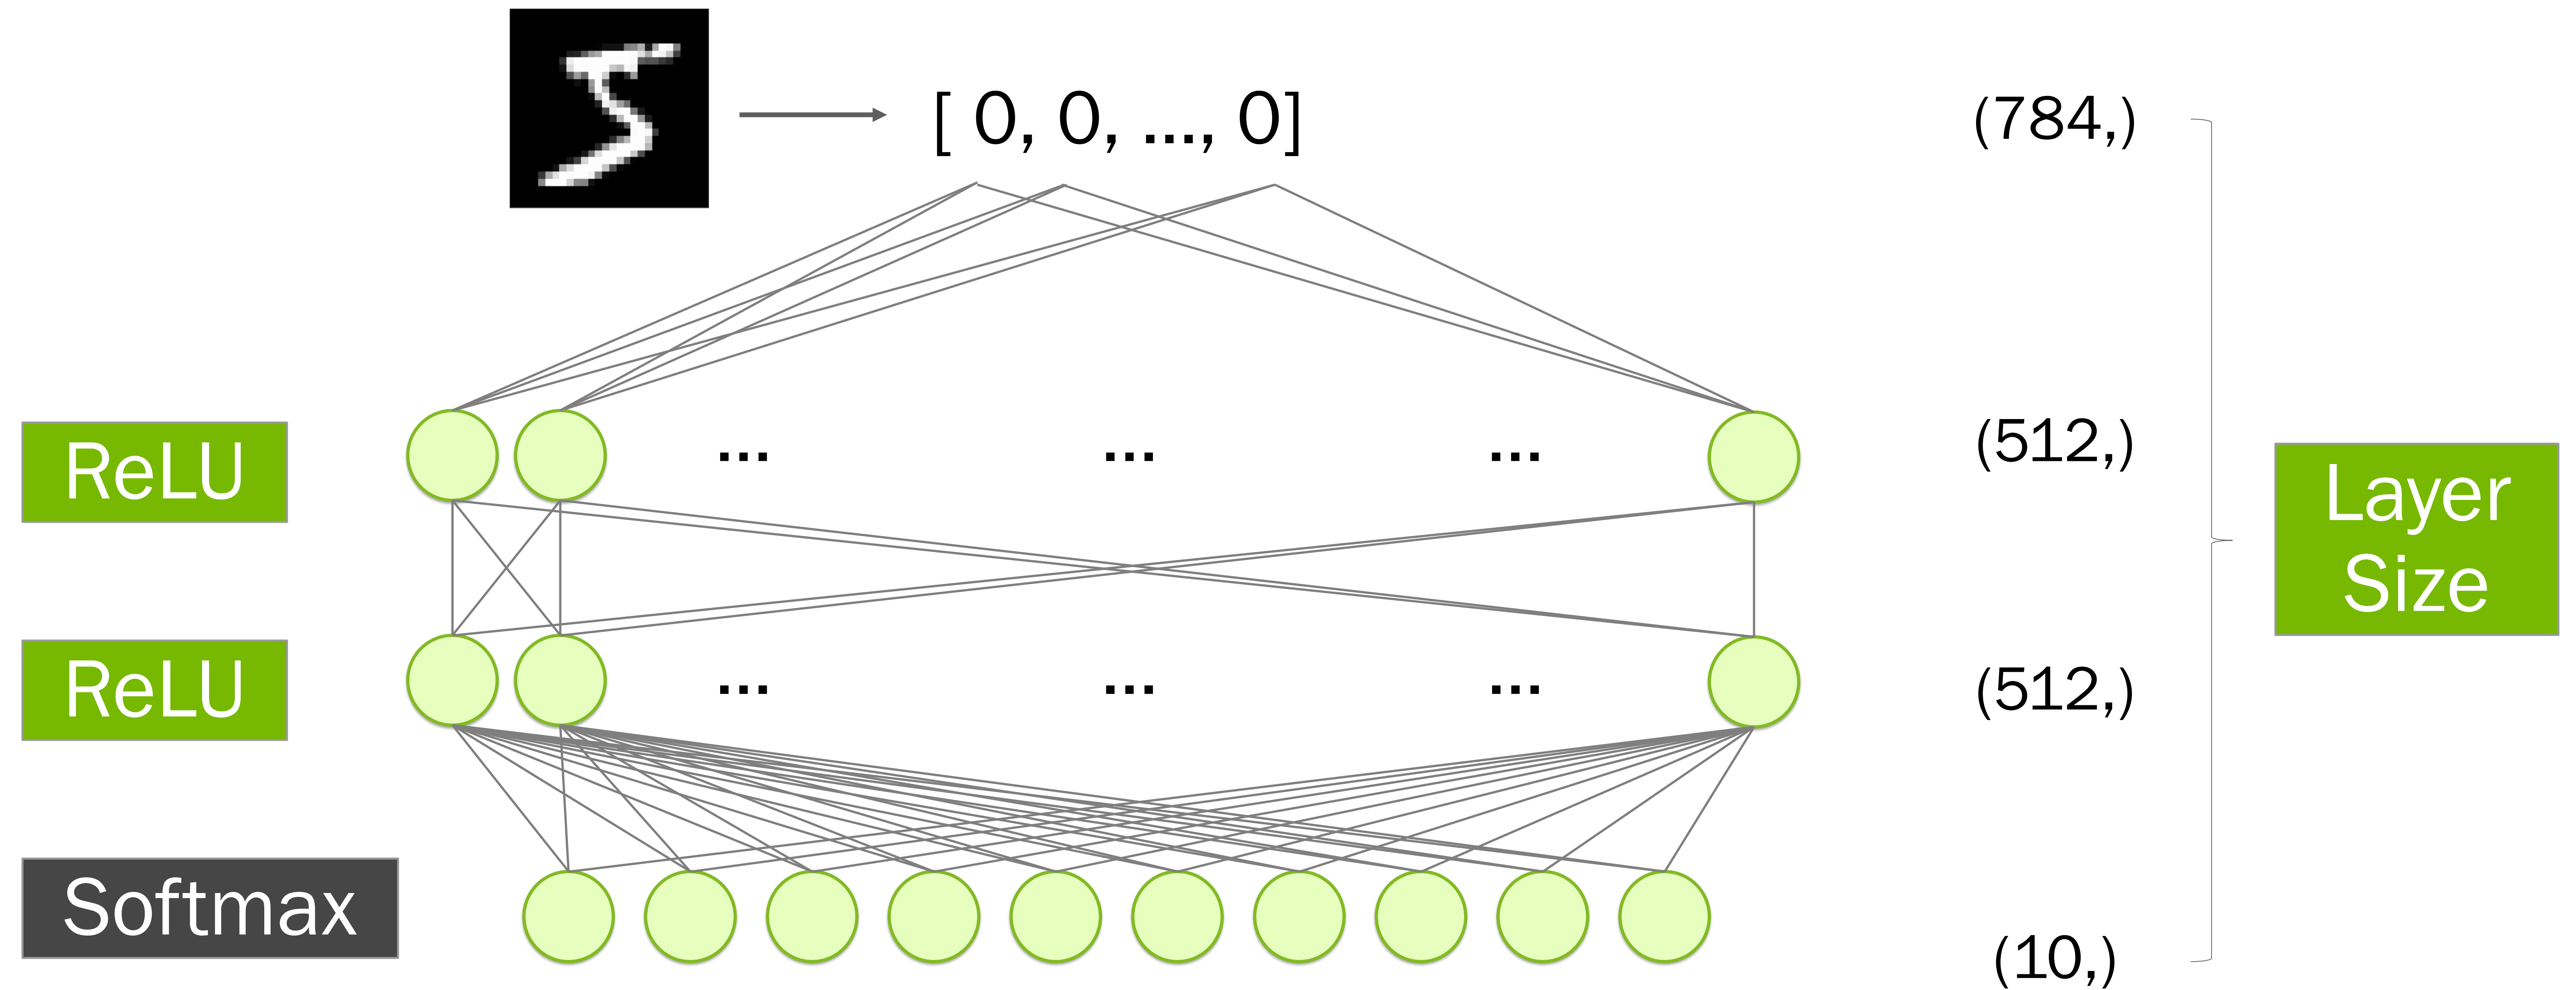 [ 0, 0, ..., 0]
(784,)
ReLU
... ... ...
(512,)
Layer
Size
ReLU
... ... ...
(512,)
Softmax
(10,)